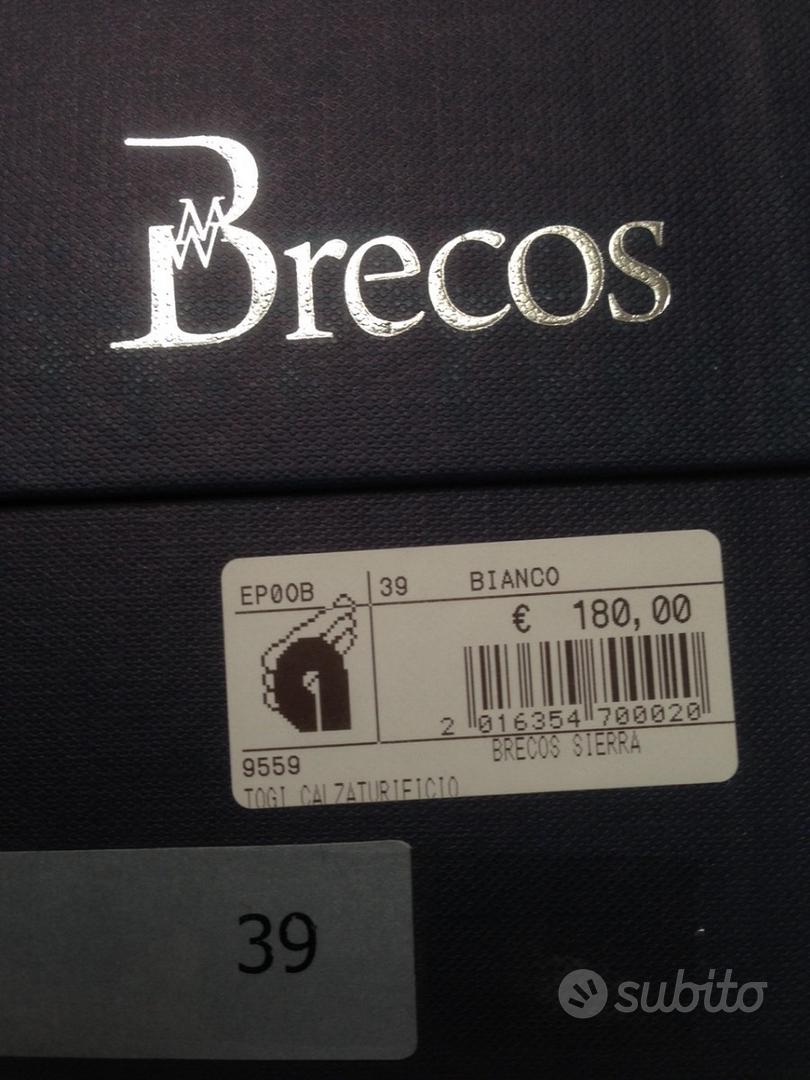 Brecos
EP00B 39 BIANCO
€ 180,00
2 016354 700020
9559 BRECOS SIERRA
TOGI CALZATURIFICIO
39
subito